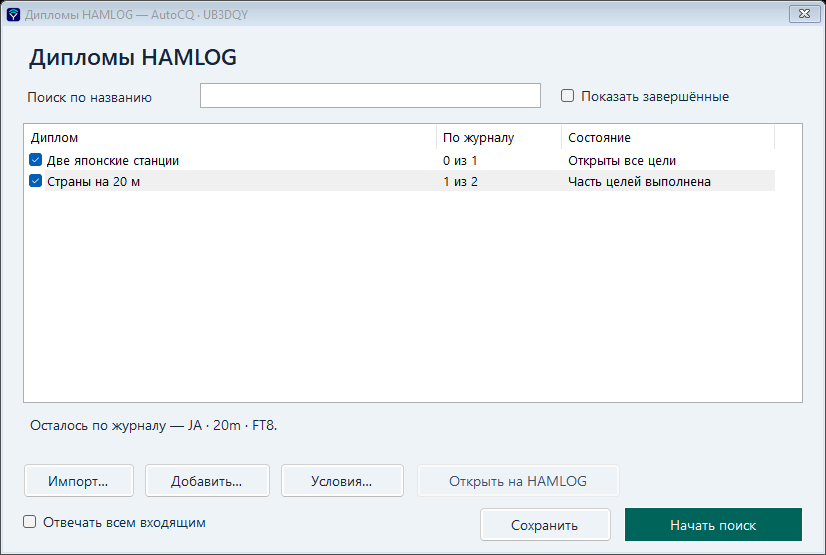 Дипломы HAMLOG — AutoCQ · UB3DQY
Дипломы HAMLOG
Поиск по названию
Показать завершённые
Диплом По журналу Состояние
Две японские станции 0 из 1 Открыты все цели
Страны на 20 м 1 из 2 Часть целей выполнена
Осталось по журналу — JA · 20m · FT8.
Импорт... Добавить... Условия... Открыть на HAMLOG
Отвечать всем входящим
Сохранить Начать поиск